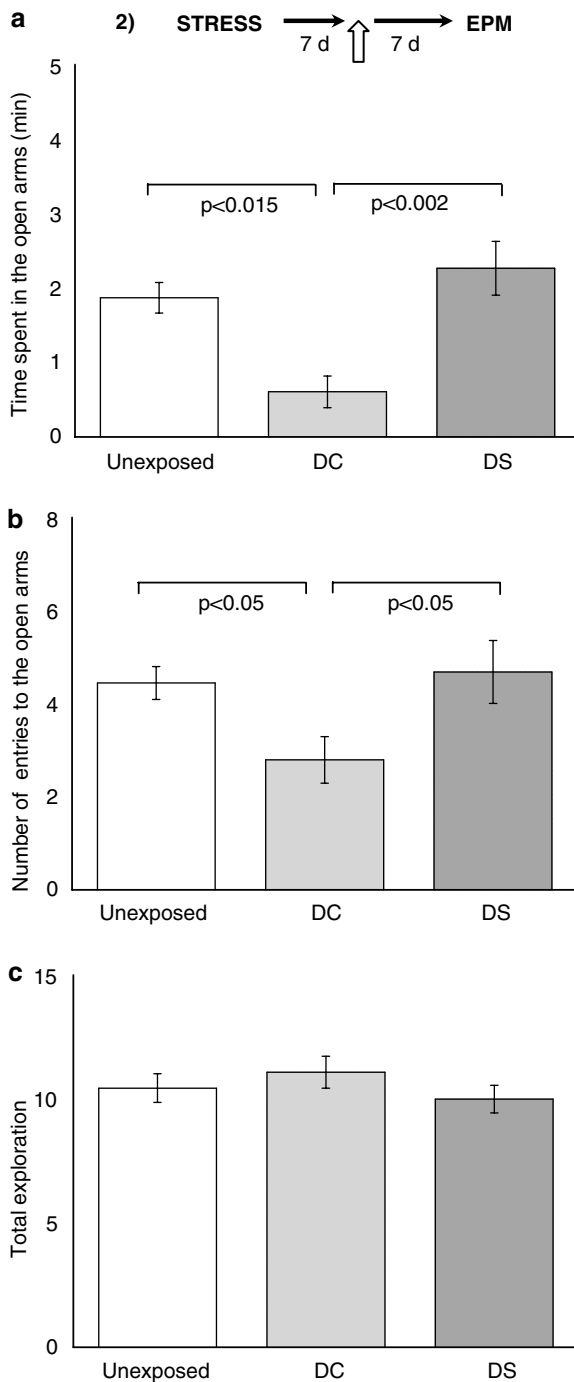 a 2) STRESS EPM
7 d 7 d
Time spent in the open arms (min)
5
4
3
2
1
0
p<0.015 p<0.002
Unexposed DC DS
b
Number of entries to the open arms
8
6
4
2
0
p<0.05 p<0.05
Unexposed DC DS
c
Total exploration
15
10
5
0
Unexposed DC DS